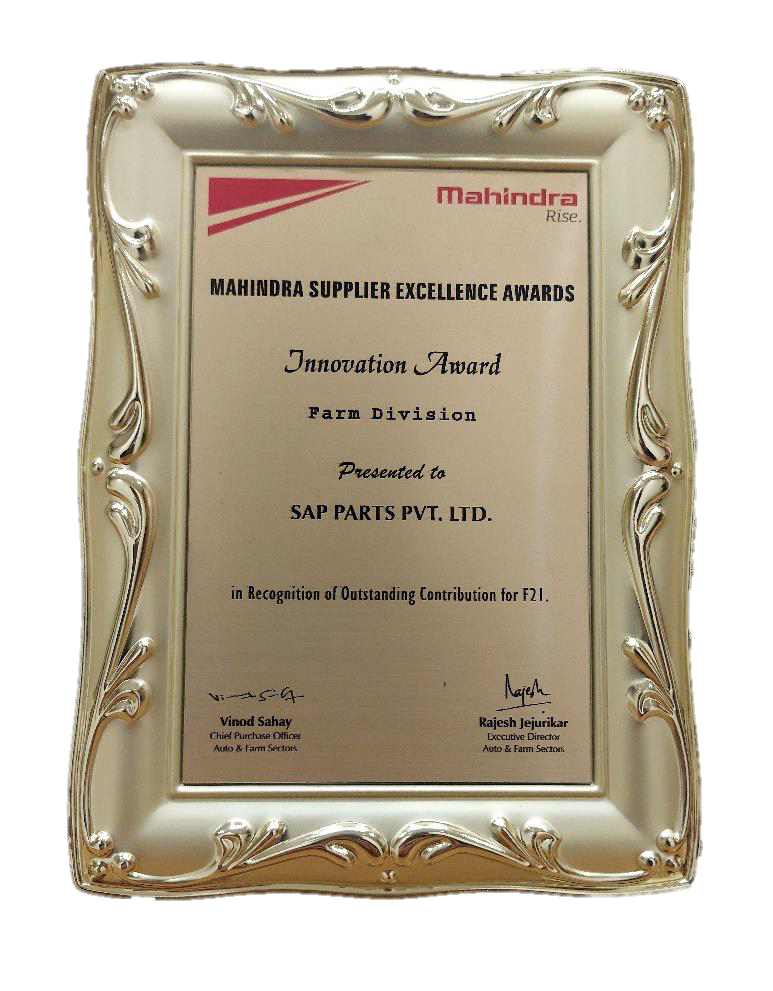 Mahindra
Rise.
MAHINDRA SUPPLIER EXCELLENCE AWARDS
Innovation Award
Farm Division
Presented to
SAP PARTS PVT. LTD.
in Recognition of Outstanding Contribution for F21.
Rajesh
Vinod Sahay
Chief Purchase Officer
Auto & Farm Sectors
Rajesh Jejurikar
Executive Director
Auto & Farm Sectors